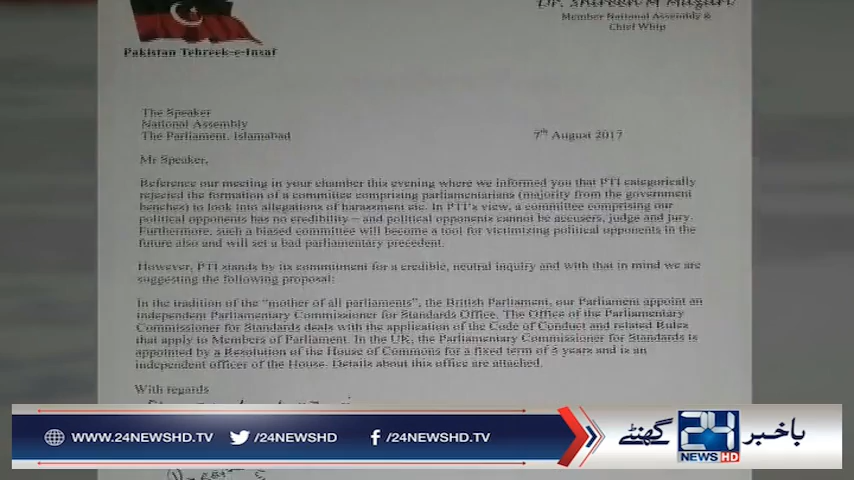 Dr. Shireen M Mazari
Member National Assembly &
Chief Whip
Pakistan Tehreek-e-Insaf
The Speaker
National Assembly
The Parliament, Islamabad
7th August 2017
Mr Speaker,
Reference our meeting in your chamber this evening where we informed you that PTI categorically
rejected the formation of a committee comprising parliamentarians (majority from the government
benches) to look into allegations of harassment etc. In PTI's view, a committee comprising our
political opponents has no credibility – and political opponents cannot be accusers, judge and jury.
Furthermore, such a biased committee will become a tool for victimizing political opponents in the
future also and will set a bad parliamentary precedent.
However, PTI stands by its commitment for a credible, neutral inquiry and with that in mind we are
suggesting the following proposal:
In the tradition of the "mother of all parliaments", the British Parliament, our Parliament appoint an
independent Parliamentary Commissioner for Standards Office. The Office of the Parliamentary
Commissioner for Standards deals with the application of the Code of Conduct and related Rules
that apply to Members of Parliament. In the UK, the Parliamentary Commissioner for Standards is
appointed by a Resolution of the House of Commons for a fixed term of 5 years and is an
independent officer of the House. Details about this office are attached.
With regards
WWW.24NEWSHD.TV /24NEWSHD /24NEWSHD.TV
باخبر 24 گھنٹے
NEWS HD